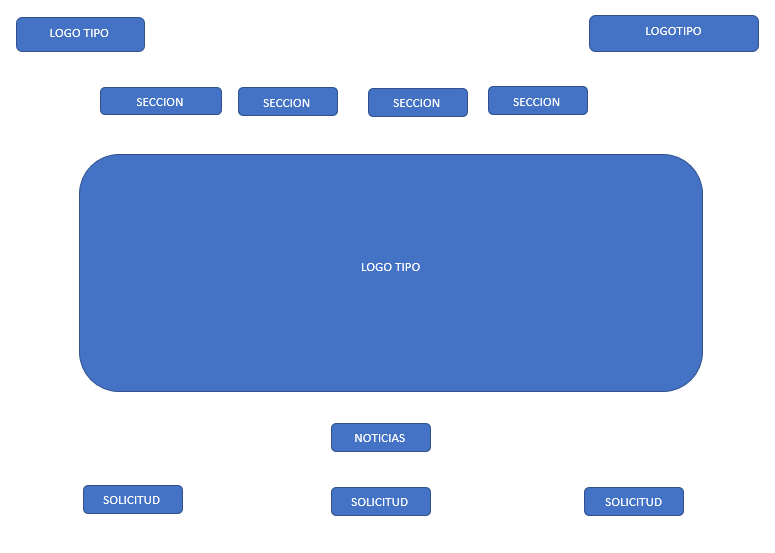 LOGO TIPO
LOGOTIPO
SECCION
SECCION
SECCION
SECCION
LOGO TIPO
NOTICIAS
SOLICITUD
SOLICITUD
SOLICITUD